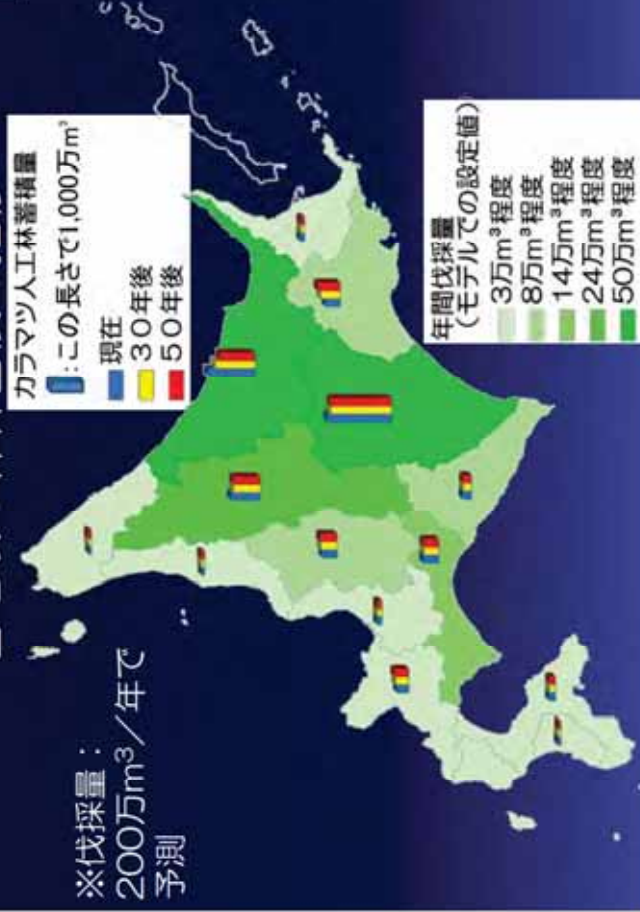 カラマツ人工林蓄積量
:この長さで1,000万m³
現在
30年後
50年後
※伐採量:
200万m³/年で
予測
年間伐採量
(モデルでの設定値)
3万m³程度
8万m³程度
14万m³程度
24万m³程度
50万m³程度